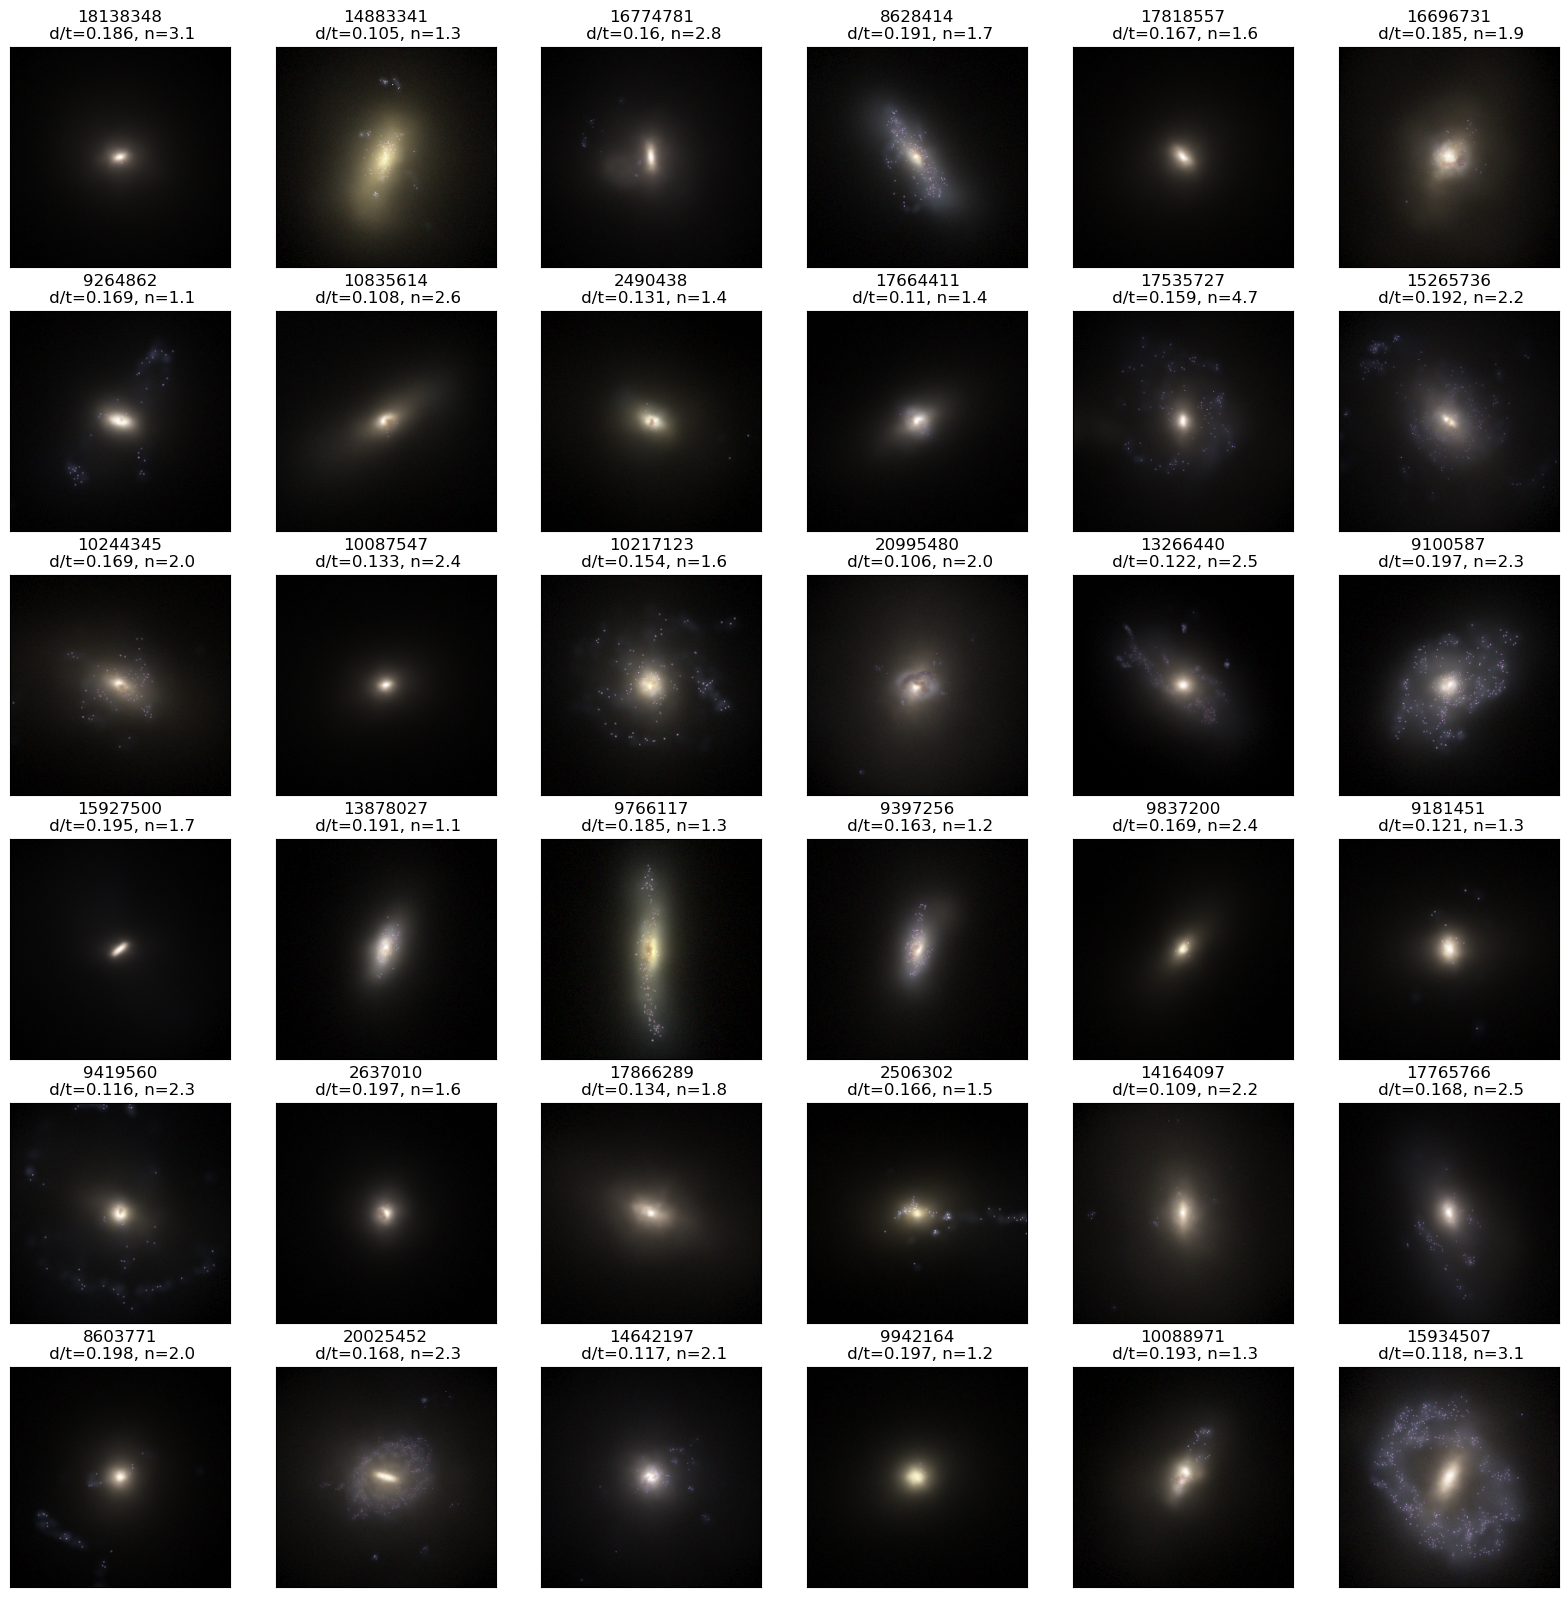 18138348
d/t=0.186, n=3.1
14883341
d/t=0.105, n=1.3
16774781
d/t=0.16, n=2.8
8628414
d/t=0.191, n=1.7
17818557
d/t=0.167, n=1.6
16696731
d/t=0.185, n=1.9
9264862
d/t=0.169, n=1.1
10835614
d/t=0.108, n=2.6
2490438
d/t=0.131, n=1.4
17664411
d/t=0.11, n=1.4
17535727
d/t=0.159, n=4.7
15265736
d/t=0.192, n=2.2
10244345
d/t=0.169, n=2.0
10087547
d/t=0.133, n=2.4
10217123
d/t=0.154, n=1.6
20995480
d/t=0.106, n=2.0
13266440
d/t=0.122, n=2.5
9100587
d/t=0.197, n=2.3
15927500
d/t=0.195, n=1.7
13878027
d/t=0.191, n=1.1
9766117
d/t=0.185, n=1.3
9397256
d/t=0.163, n=1.2
9837200
d/t=0.169, n=2.4
9181451
d/t=0.121, n=1.3
9419560
d/t=0.116, n=2.3
2637010
d/t=0.197, n=1.6
17866289
d/t=0.134, n=1.8
2506302
d/t=0.166, n=1.5
14164097
d/t=0.109, n=2.2
17765766
d/t=0.168, n=2.5
8603771
d/t=0.198, n=2.0
20025452
d/t=0.168, n=2.3
14642197
d/t=0.117, n=2.1
9942164
d/t=0.197, n=1.2
10088971
d/t=0.193, n=1.3
15934507
d/t=0.118, n=3.1